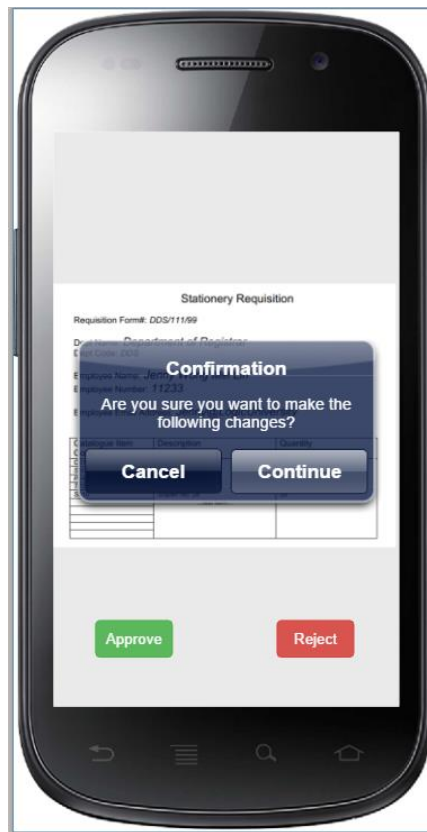 Stationery Requisition
Requisition Form#: DDS/111/99
Dept Name: Department of Registrar
Dept Code: DDS
Confirmation
Employee Name: Jenny
Employee Number: 11233
Are you sure you want to make the
following changes?
Catalogue Item Description Quantity
Cancel Continue
Approve Reject